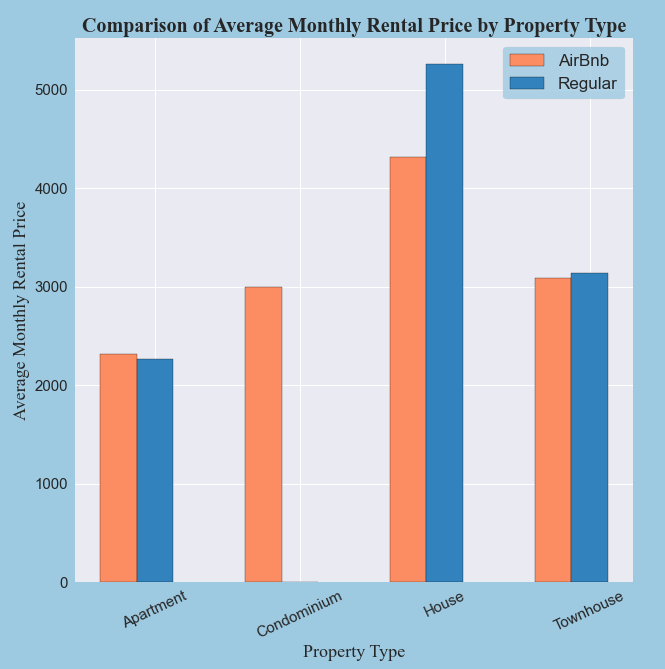 Comparison of Average Monthly Rental Price by Property Type
AirBnb
Regular
5000
4000
3000
2000
1000
0
Average Monthly Rental Price
Apartment
Condominium
House
Townhouse
Property Type